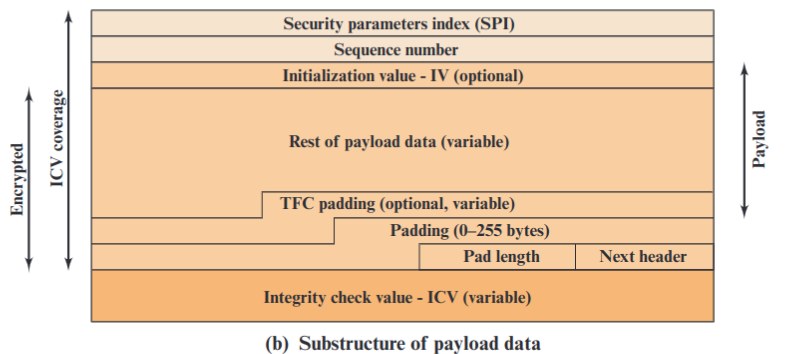 Security parameters index (SPI)
Sequence number
Initialization value - IV (optional)
Rest of payload data (variable)
TFC padding (optional, variable)
Padding (0–255 bytes)
Pad length
Next header
Integrity check value - ICV (variable)
Encrypted
ICV coverage
Payload
(b) Substructure of payload data